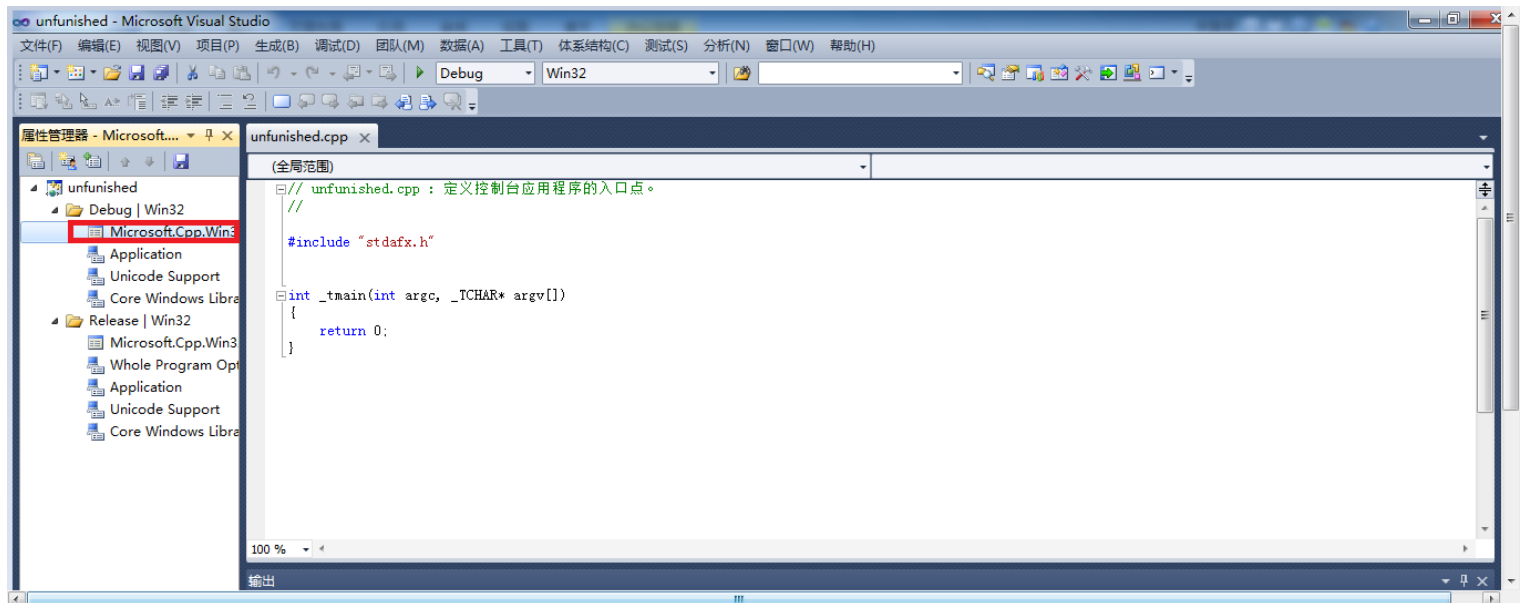 unfunished - Microsoft Visual Studio
文件(F) 编辑(E) 视图(V) 项目(P) 生成(B) 调试(D) 团队(M) 数据(A) 工具(T) 体系结构(C) 测试(S) 分析(N) 窗口(W) 帮助(H)
Debug Win32
属性管理器 - Microsoft....
unfunished.cpp
(全局范围)
unfunished
Debug | Win32
Microsoft.Cpp.Win3
Application
Unicode Support
Core Windows Libra
Release | Win32
Microsoft.Cpp.Win3
Whole Program Opt
Application
Unicode Support
Core Windows Libra
// unfunished.cpp : 定义控制台应用程序的入口点。
//
#include "stdafx.h"
int _tmain(int argc, _TCHAR* argv[])
{
return 0;
}
100 %
输出